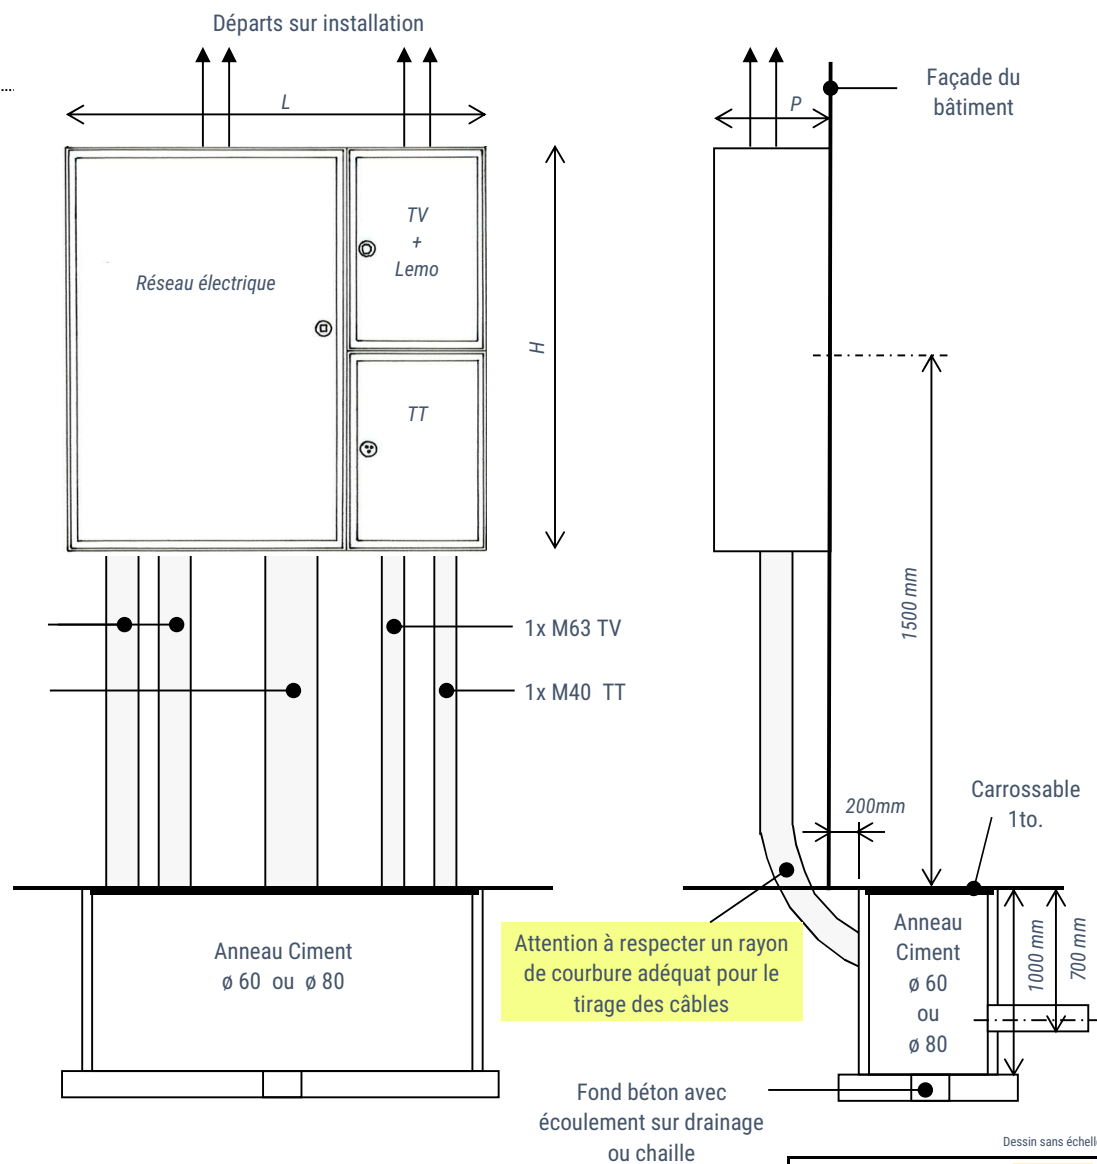 Départs sur installation
L
P
Façade du
bâtiment
TV
+
Lemo
Réseau électrique
H
TT
1500 mm
1x M63 TV
1x M40 TT
200mm
Carrossable
1to.
Anneau Ciment
ø 60 ou ø 80
Attention à respecter un rayon
de courbure adéquat pour le
tirage des câbles
Anneau
Ciment
ø 60
ou
ø 80
1000 mm
700 mm
Fond béton avec
écoulement sur drainage
ou chaille
Dessin sans échelle